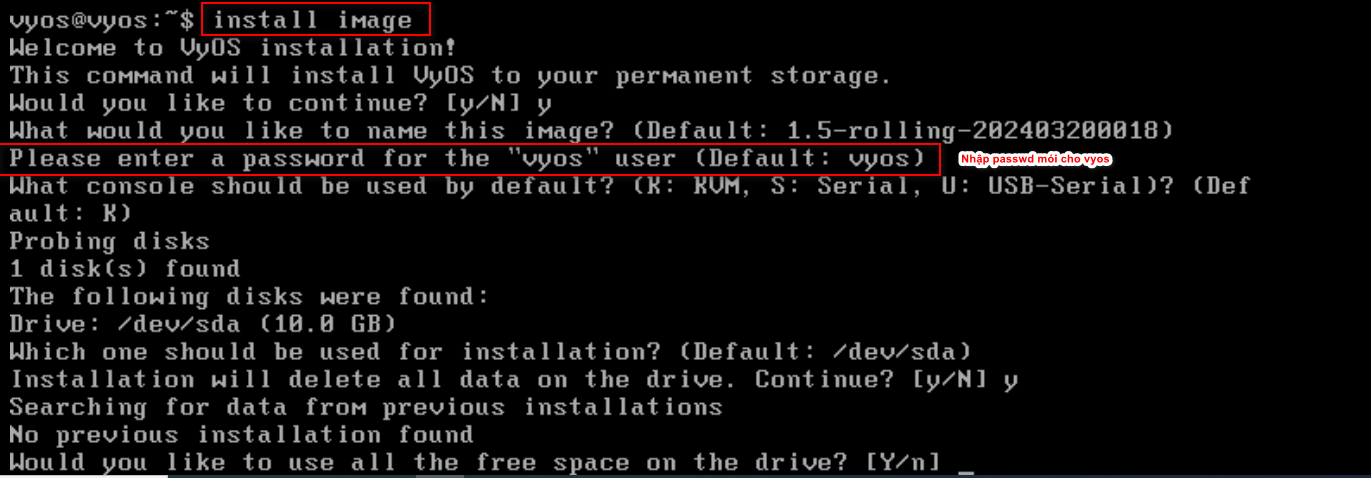 vyos@vyos:~$ install image
Welcome to VyOS installation!
This command will install VyOS to your permanent storage.
Would you like to continue? [y/N] y
What would you like to name this image? (Default: 1.5-rolling-202403200018)
Please enter a password for the "vyos" user (Default: vyos)
Nhập passwd mói cho vyos
What console should be used by default? (K: KVM, S: Serial, U: USB-Serial)? (Def
ault: K)
Probing disks
1 disk(s) found
The following disks were found:
Drive: /dev/sda (10.0 GB)
Which one should be used for installation? (Default: /dev/sda)
Installation will delete all data on the drive. Continue? [y/N] y
Searching for data from previous installations
No previous installation found
Would you like to use all the free space on the drive? [Y/n] _